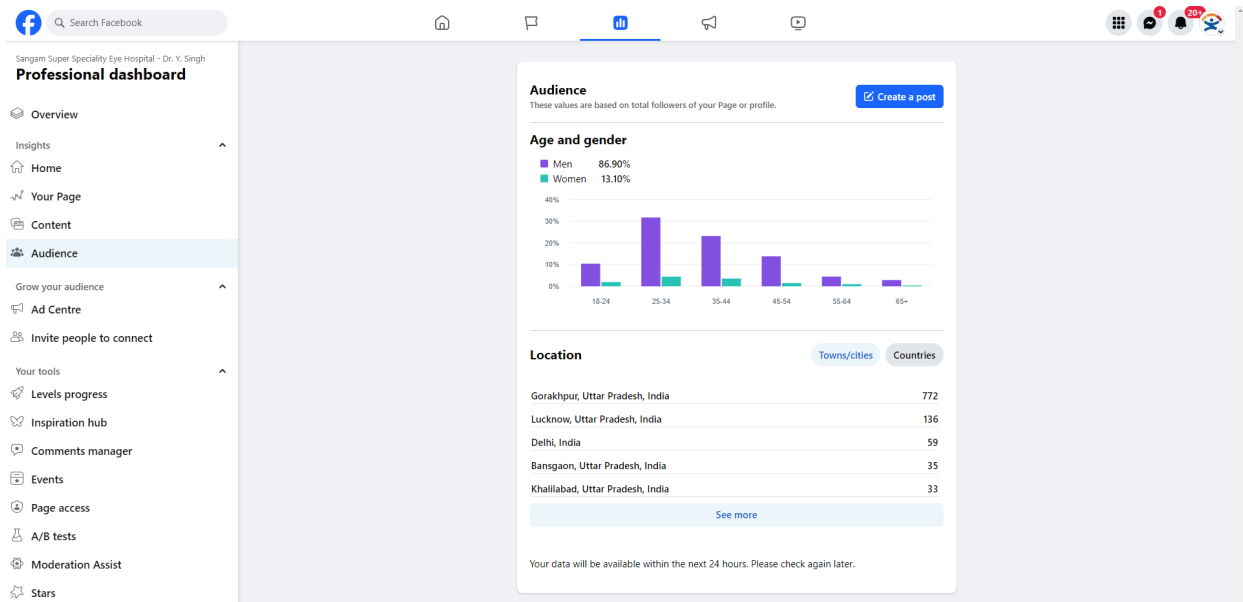 Search Facebook
1
20+
Sangam Super Speciality Eye Hospital - Dr. Y. Singh
Professional dashboard
Overview
Insights
Home
Your Page
Content
Audience
Grow your audience
Ad Centre
Invite people to connect
Your tools
Levels progress
Inspiration hub
Comments manager
Events
Page access
A/B tests
Moderation Assist
Stars
Audience
These values are based on total followers of your Page or profile.
Create a post
Age and gender
Men 86.90%
Women 13.10%
40%
30%
20%
10%
0%
18-24 25-34 35-44 45-54 55-64 65+
Location
Towns/cities Countries
Gorakhpur, Uttar Pradesh, India 772
Lucknow, Uttar Pradesh, India 136
Delhi, India 59
Bansgaon, Uttar Pradesh, India 35
Khalilabad, Uttar Pradesh, India 33
See more
Your data will be available within the next 24 hours. Please check again later.